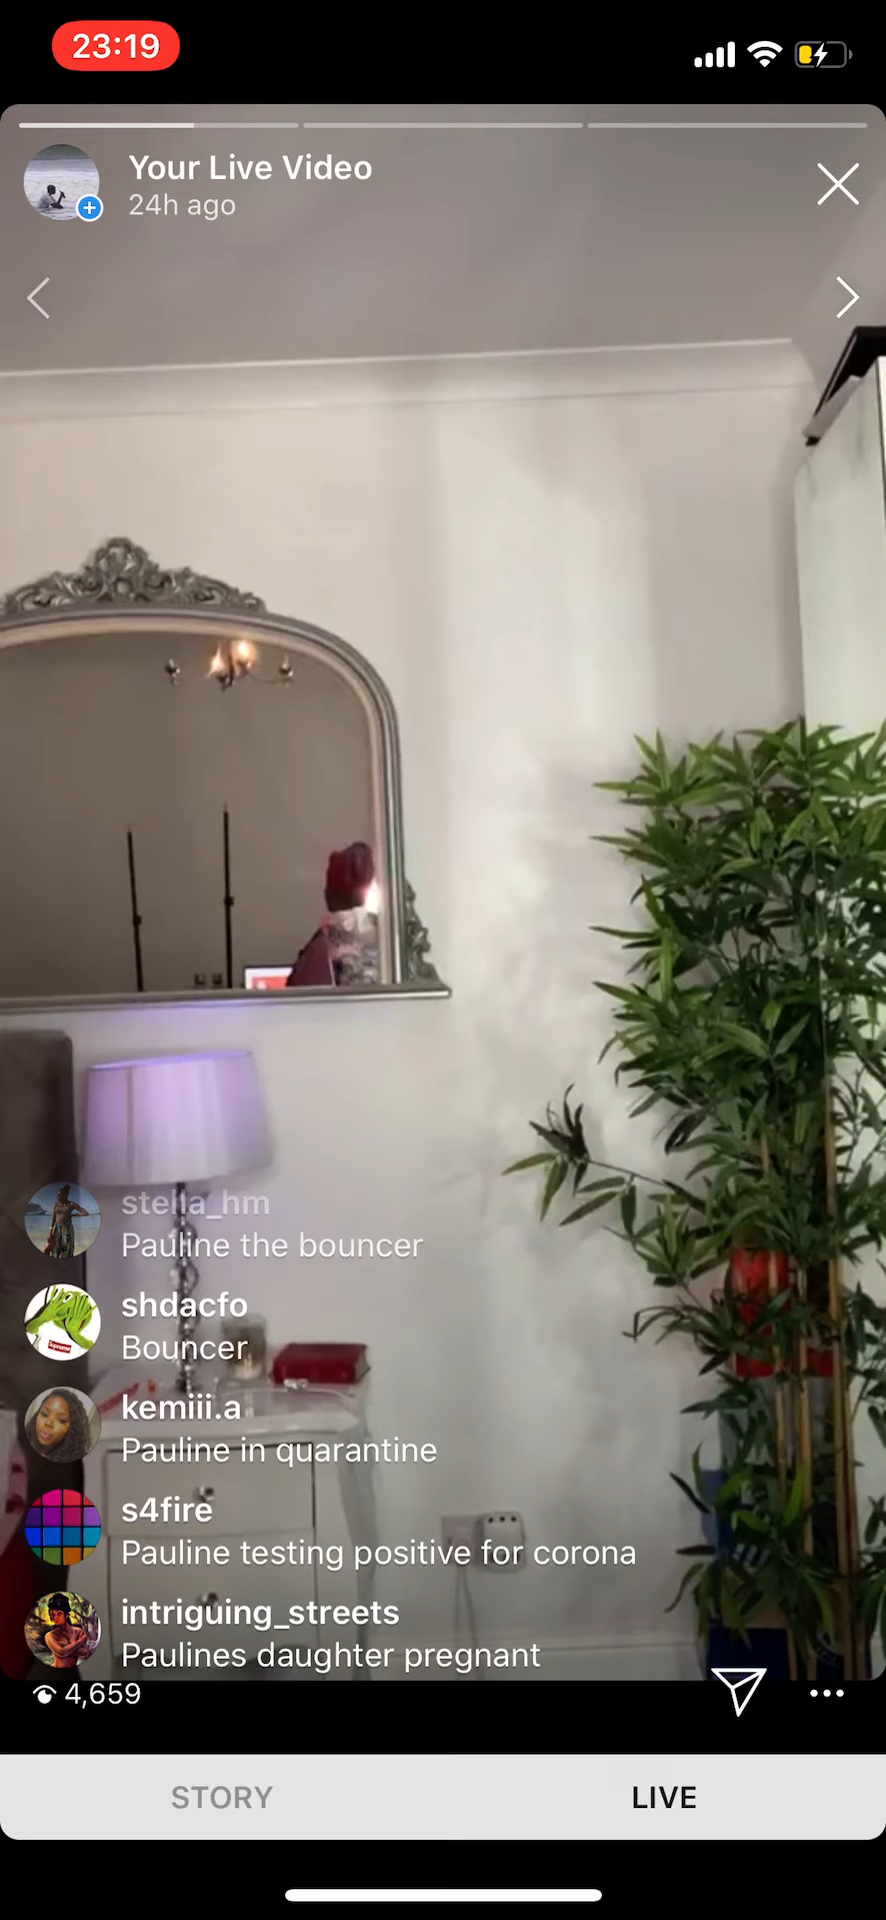 23:19
Your Live Video
24h ago
stella_hm
Pauline the bouncer
shdacfo
Bouncer
kemiii.a
Pauline in quarantine
s4fire
Pauline testing positive for corona
intriguing_streets
Paulines daughter pregnant
4,659
STORY
LIVE